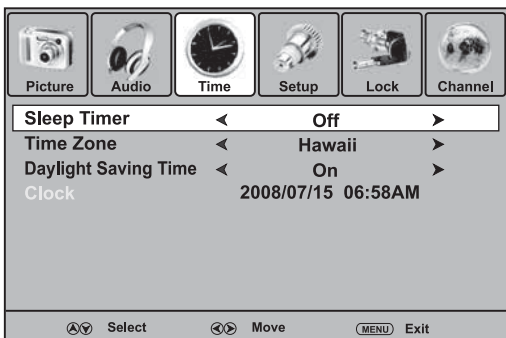 Picture Audio Time Setup Lock Channel
Sleep Timer Off
Time Zone Hawaii
Daylight Saving Time On
Clock 2008/07/15 06:58AM
Select Move MENU Exit